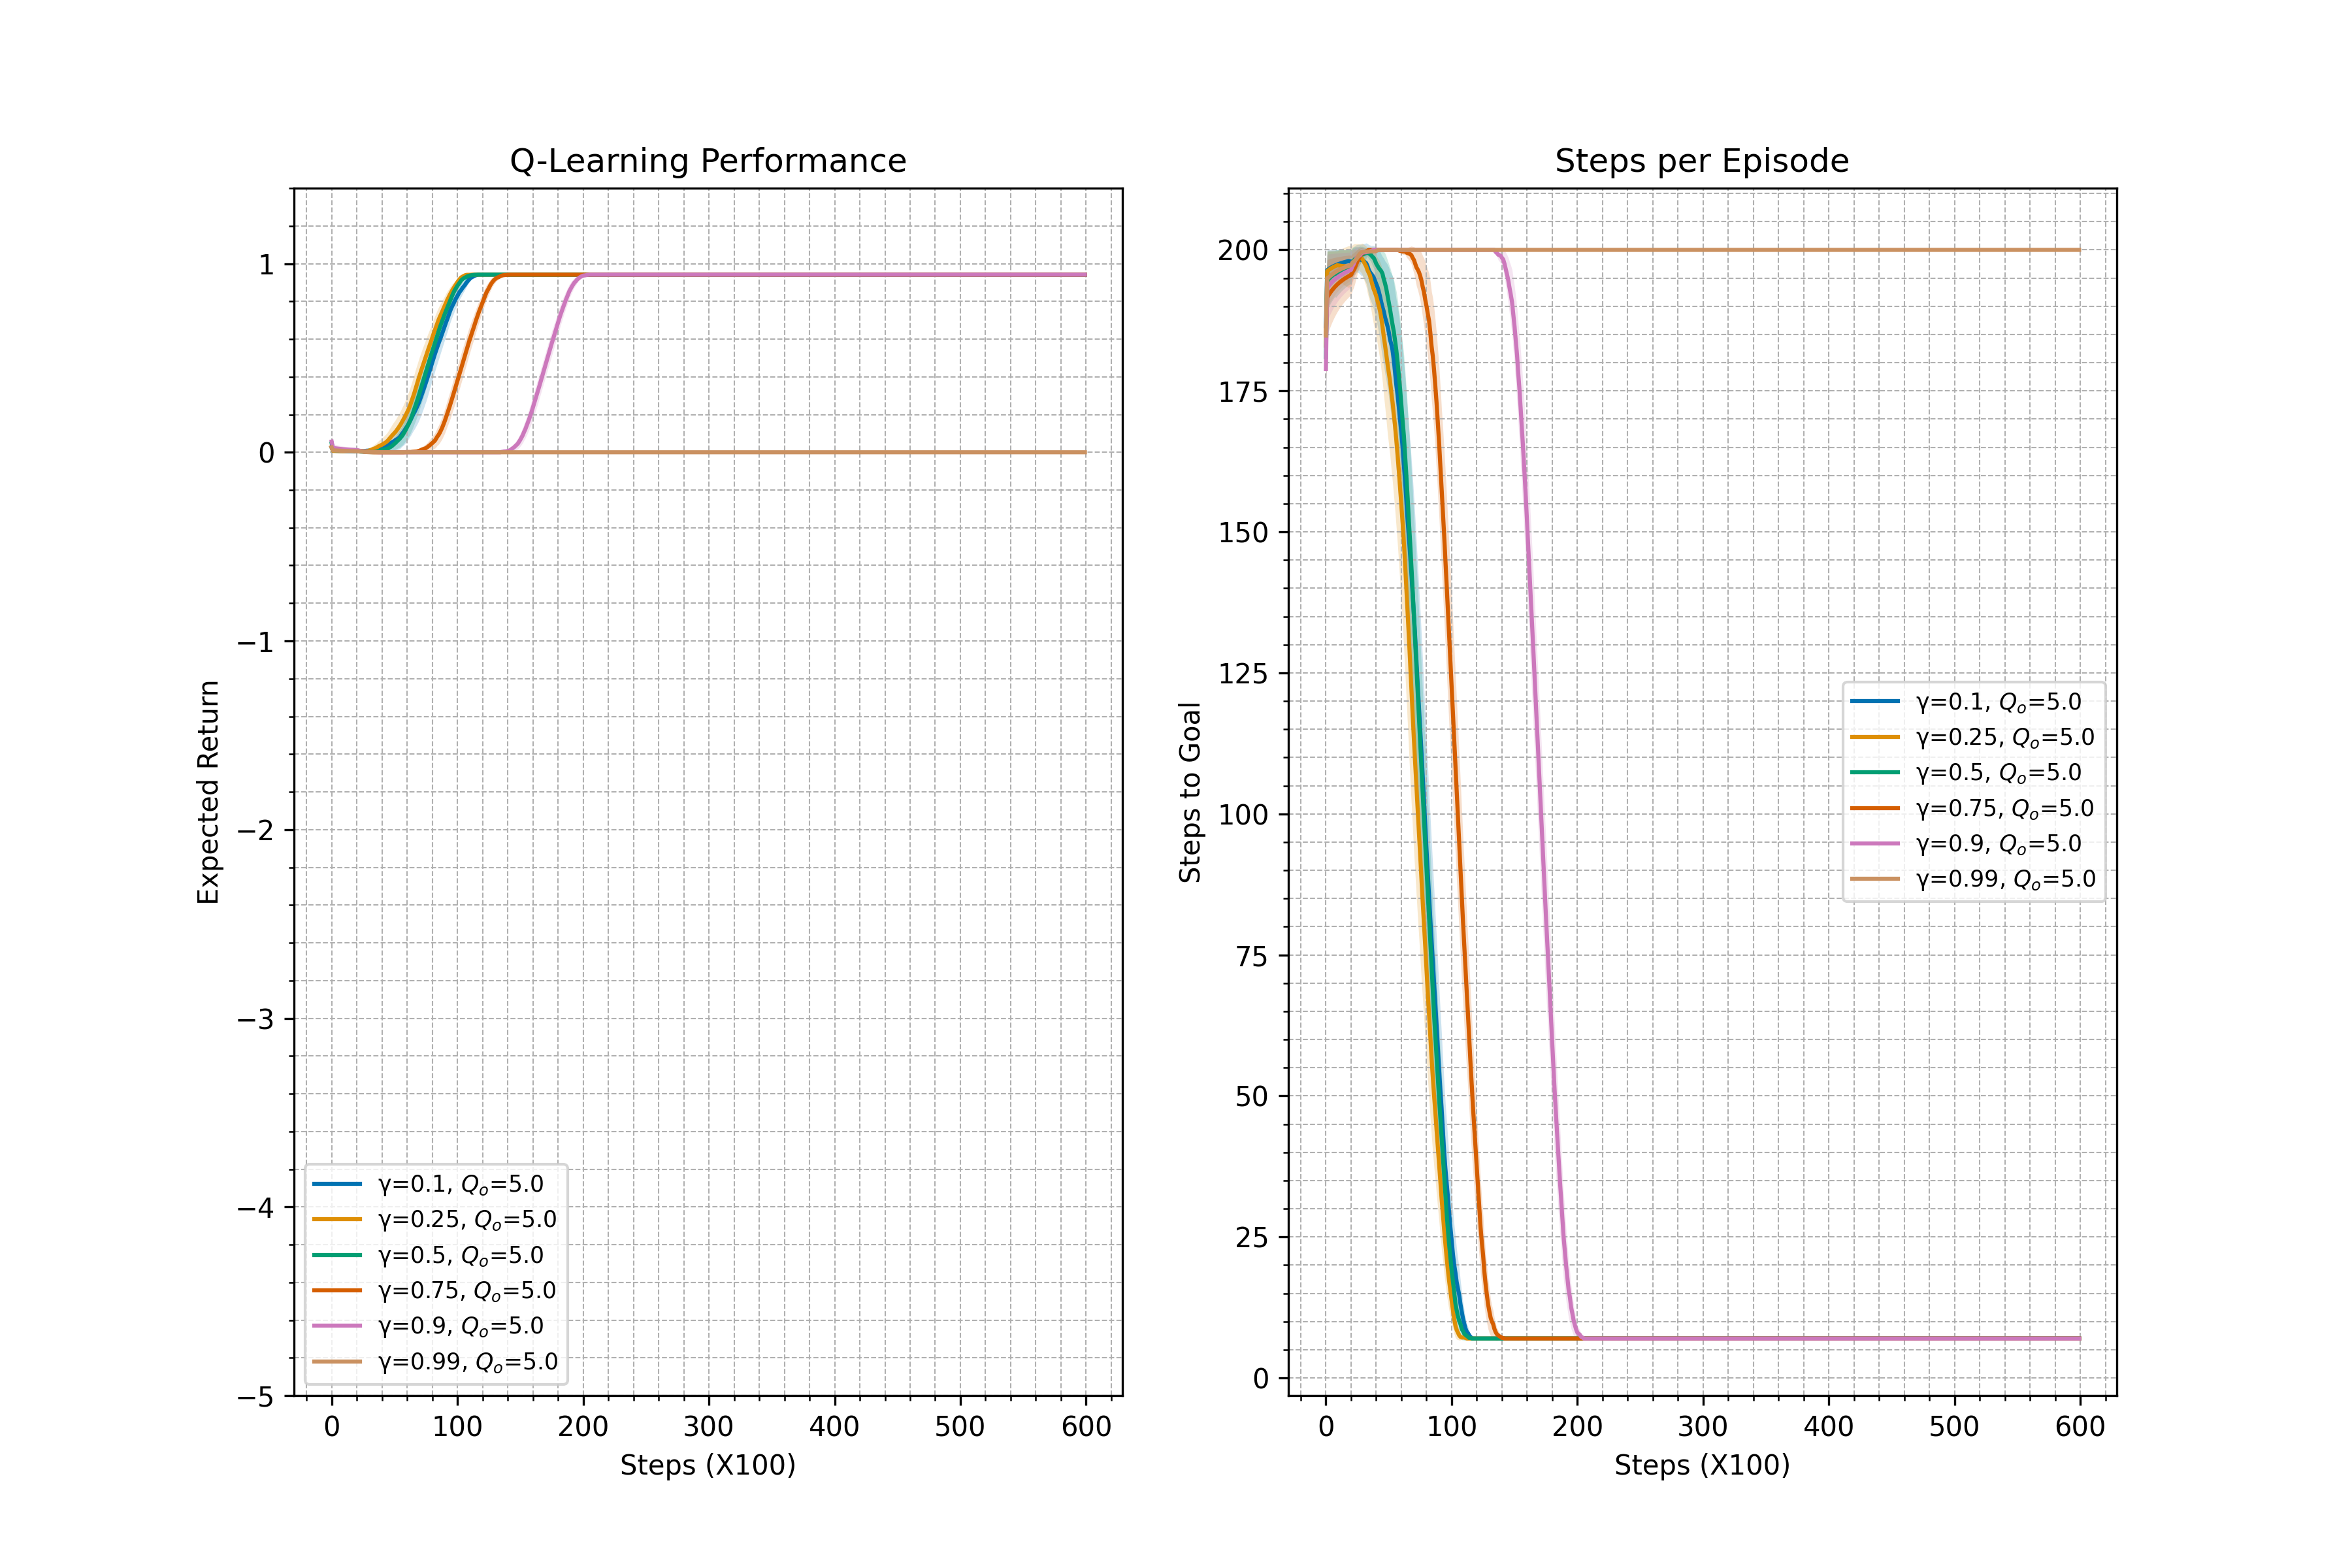 Q-Learning Performance
Expected Return
1
0
−1
−2
−3
−4
−5
γ=0.1, Qₒ=5.0
γ=0.25, Qₒ=5.0
γ=0.5, Qₒ=5.0
γ=0.75, Qₒ=5.0
γ=0.9, Qₒ=5.0
γ=0.99, Qₒ=5.0
0 100 200 300 400 500 600
Steps (X100)
Steps per Episode
Steps to Goal
200
175
150
125
100
75
50
25
0
γ=0.1, Qₒ=5.0
γ=0.25, Qₒ=5.0
γ=0.5, Qₒ=5.0
γ=0.75, Qₒ=5.0
γ=0.9, Qₒ=5.0
γ=0.99, Qₒ=5.0
0 100 200 300 400 500 600
Steps (X100)